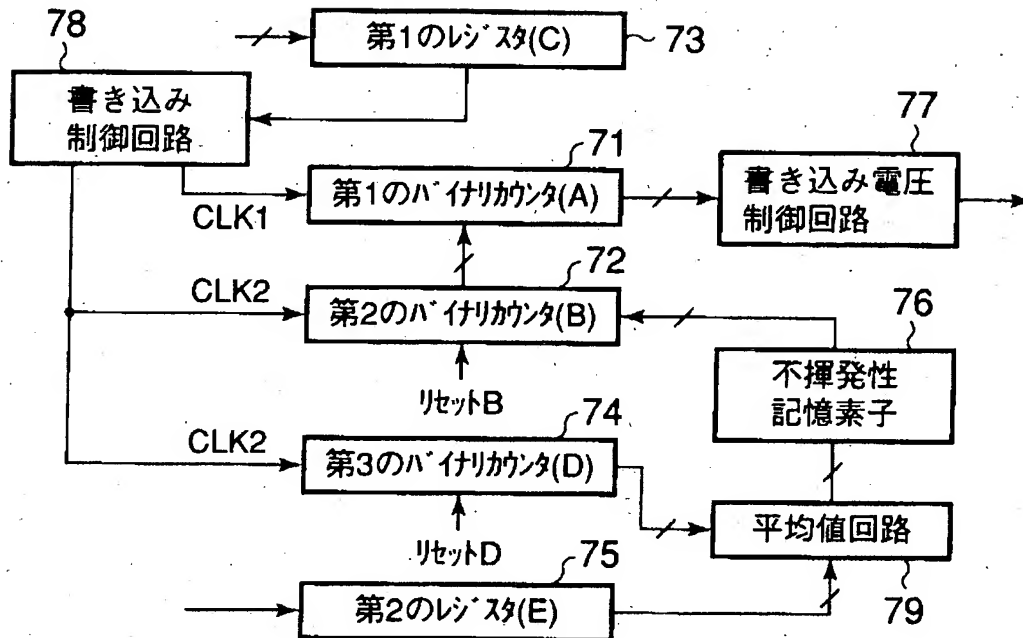 78
第1のレジスタ(C)
73
書き込み
制御回路
71
77
第1のバイナリカウンタ(A)
書き込み電圧
制御回路
CLK1
72
CLK2
第2のバイナリカウンタ(B)
76
リセットB
不揮発性
記憶素子
74
CLK2
第3のバイナリカウンタ(D)
平均値回路
リセットD
75
79
第2のレジスタ(E)